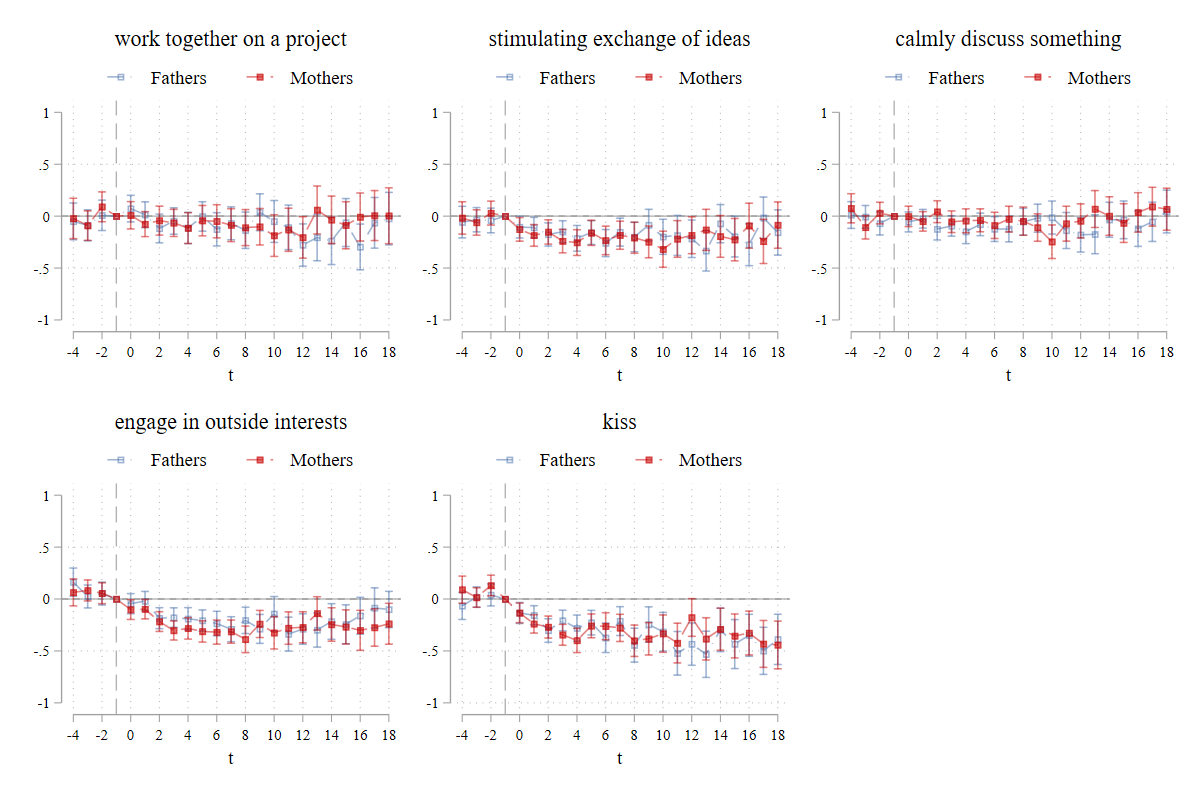 work together on a project
Fathers Mothers
1
.5
0
-.5
-1
-4 -2 0 2 4 6 8 10 12 14 16 18
t
stimulating exchange of ideas
Fathers Mothers
1
.5
0
-.5
-1
-4 -2 0 2 4 6 8 10 12 14 16 18
t
calmly discuss something
Fathers Mothers
1
.5
0
-.5
-1
-4 -2 0 2 4 6 8 10 12 14 16 18
t
engage in outside interests
Fathers Mothers
1
.5
0
-.5
-1
-4 -2 0 2 4 6 8 10 12 14 16 18
t
kiss
Fathers Mothers
1
.5
0
-.5
-1
-4 -2 0 2 4 6 8 10 12 14 16 18
t